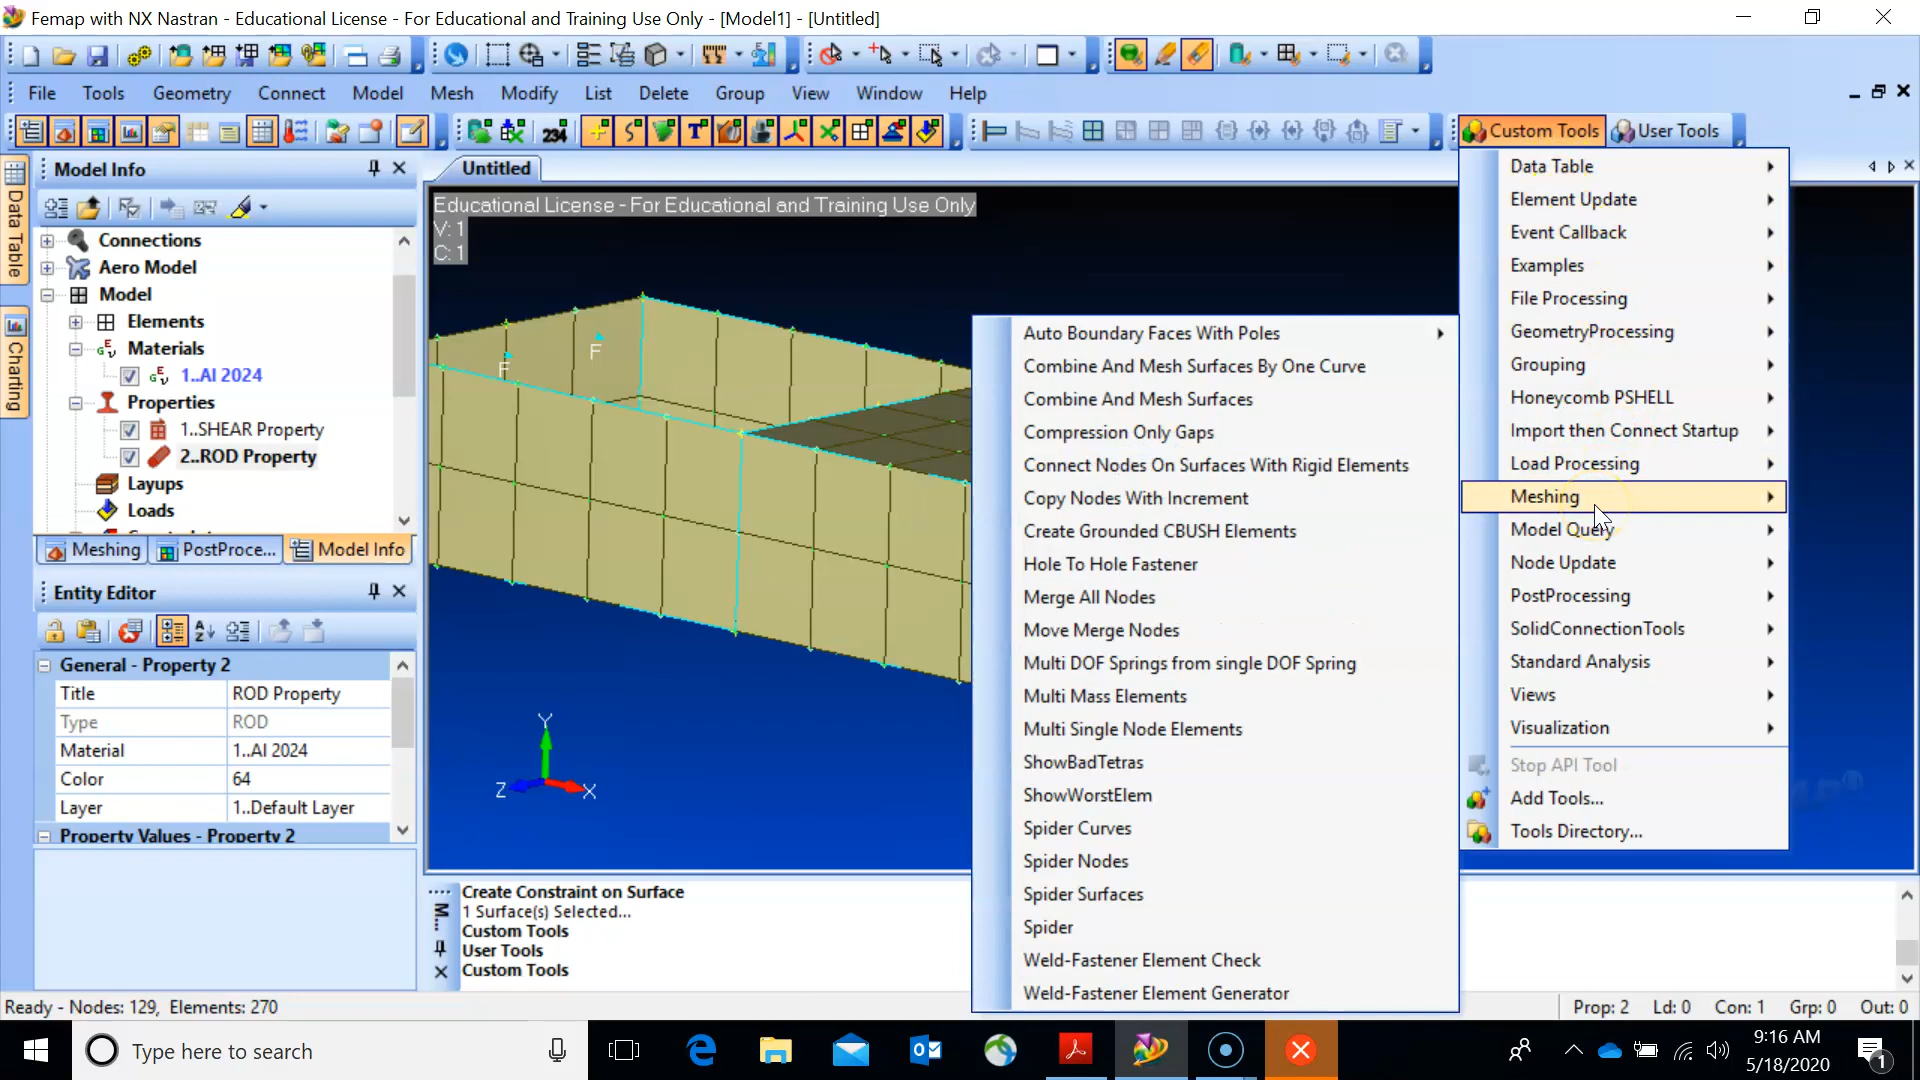 Femap with NX Nastran - Educational License - For Educational and Training Use Only - [Model1] - [Untitled]
File Tools Geometry Connect Model Mesh Modify List Delete Group View Window Help
234
Custom Tools User Tools
Data Table
Charting
Model Info
Connections
Aero Model
Model
Elements
Materials
1..Al 2024
Properties
1..SHEAR Property
2..ROD Property
Layups
Loads
Meshing PostProce... Model Info
Entity Editor
General - Property 2
Title ROD Property
Type ROD
Material 1..Al 2024
Color 64
Layer 1..Default Layer
Property Values - Property 2
Untitled
Educational License - For Educational and Training Use Only
V: 1
C: 1
F
F
Y
Z
X
Auto Boundary Faces With Poles
Combine And Mesh Surfaces By One Curve
Combine And Mesh Surfaces
Compression Only Gaps
Connect Nodes On Surfaces With Rigid Elements
Copy Nodes With Increment
Create Grounded CBUSH Elements
Hole To Hole Fastener
Merge All Nodes
Move Merge Nodes
Multi DOF Springs from single DOF Spring
Multi Mass Elements
Multi Single Node Elements
ShowBadTetras
ShowWorstElem
Spider Curves
Spider Nodes
Spider Surfaces
Spider
Weld-Fastener Element Check
Weld-Fastener Element Generator
Data Table
Element Update
Event Callback
Examples
File Processing
GeometryProcessing
Grouping
Honeycomb PSHELL
Import then Connect Startup
Load Processing
Meshing
Model Query
Node Update
PostProcessing
SolidConnectionTools
Standard Analysis
Views
Visualization
Stop API Tool
Add Tools...
Tools Directory...
M...
Create Constraint on Surface
1 Surface(s) Selected...
Custom Tools
User Tools
Custom Tools
Ready - Nodes: 129, Elements: 270
Prop: 2 Ld: 0 Con: 1 Grp: 0 Out: 0
Type here to search
9:16 AM
5/18/2020
1